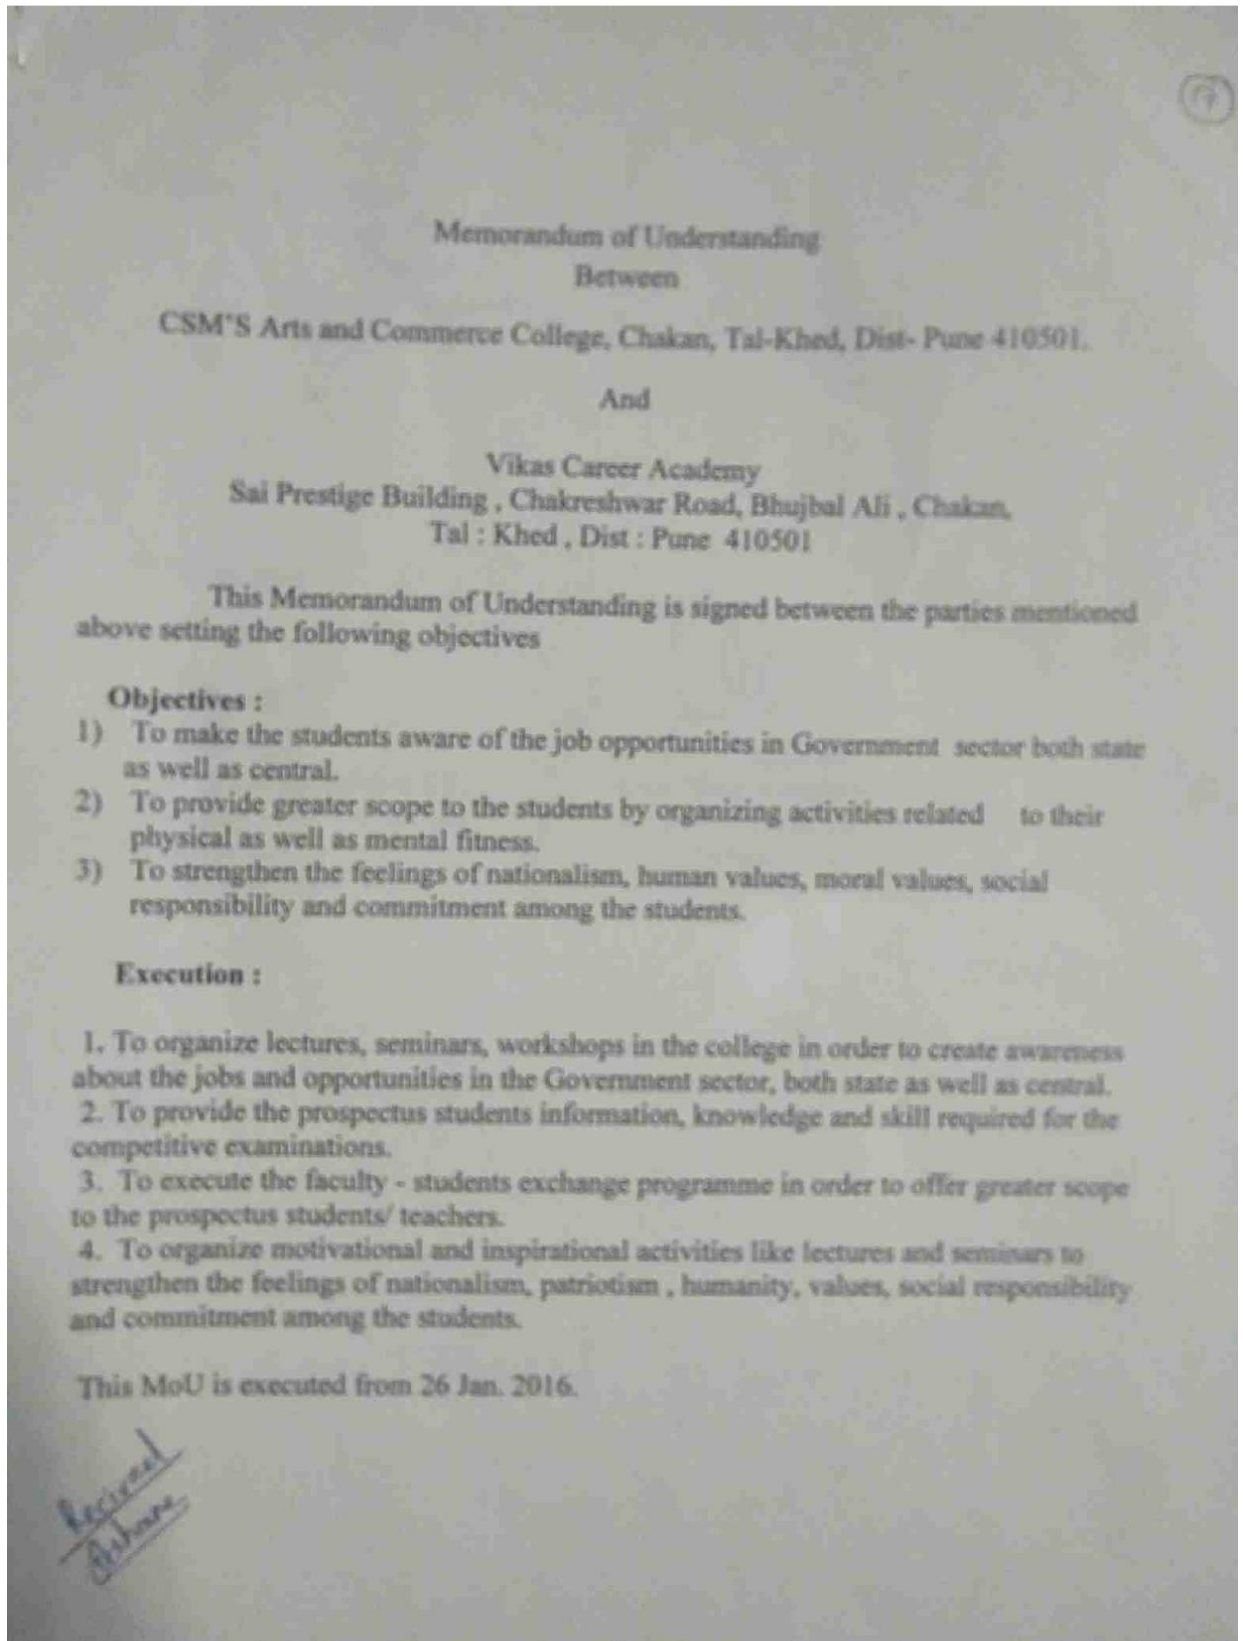 Memorandum of Understanding
Between
CSM'S Arts and Commerce College, Chakan, Tal-Khed, Dist- Pune 410501.
And
Vikas Career Academy
Sai Prestige Building , Chakreshwar Road, Bhujbal Ali , Chakan,
Tal : Khed , Dist : Pune 410501
This Memorandum of Understanding is signed between the parties mentioned
above setting the following objectives
Objectives :
1) To make the students aware of the job opportunities in Government sector both state
as well as central.
2) To provide greater scope to the students by organizing activities related to their
physical as well as mental fitness.
3) To strengthen the feelings of nationalism, human values, moral values, social
responsibility and commitment among the students.
Execution :
1. To organize lectures, seminars, workshops in the college in order to create awareness
about the jobs and opportunities in the Government sector, both state as well as central.
2. To provide the prospectus students information, knowledge and skill required for the
competitive examinations.
3. To execute the faculty - students exchange programme in order to offer greater scope
to the prospectus students/ teachers.
4. To organize motivational and inspirational activities like lectures and seminars to
strengthen the feelings of nationalism, patriotism , humanity, values, social responsibility
and commitment among the students.
This MoU is executed from 26 Jan. 2016.
Recived